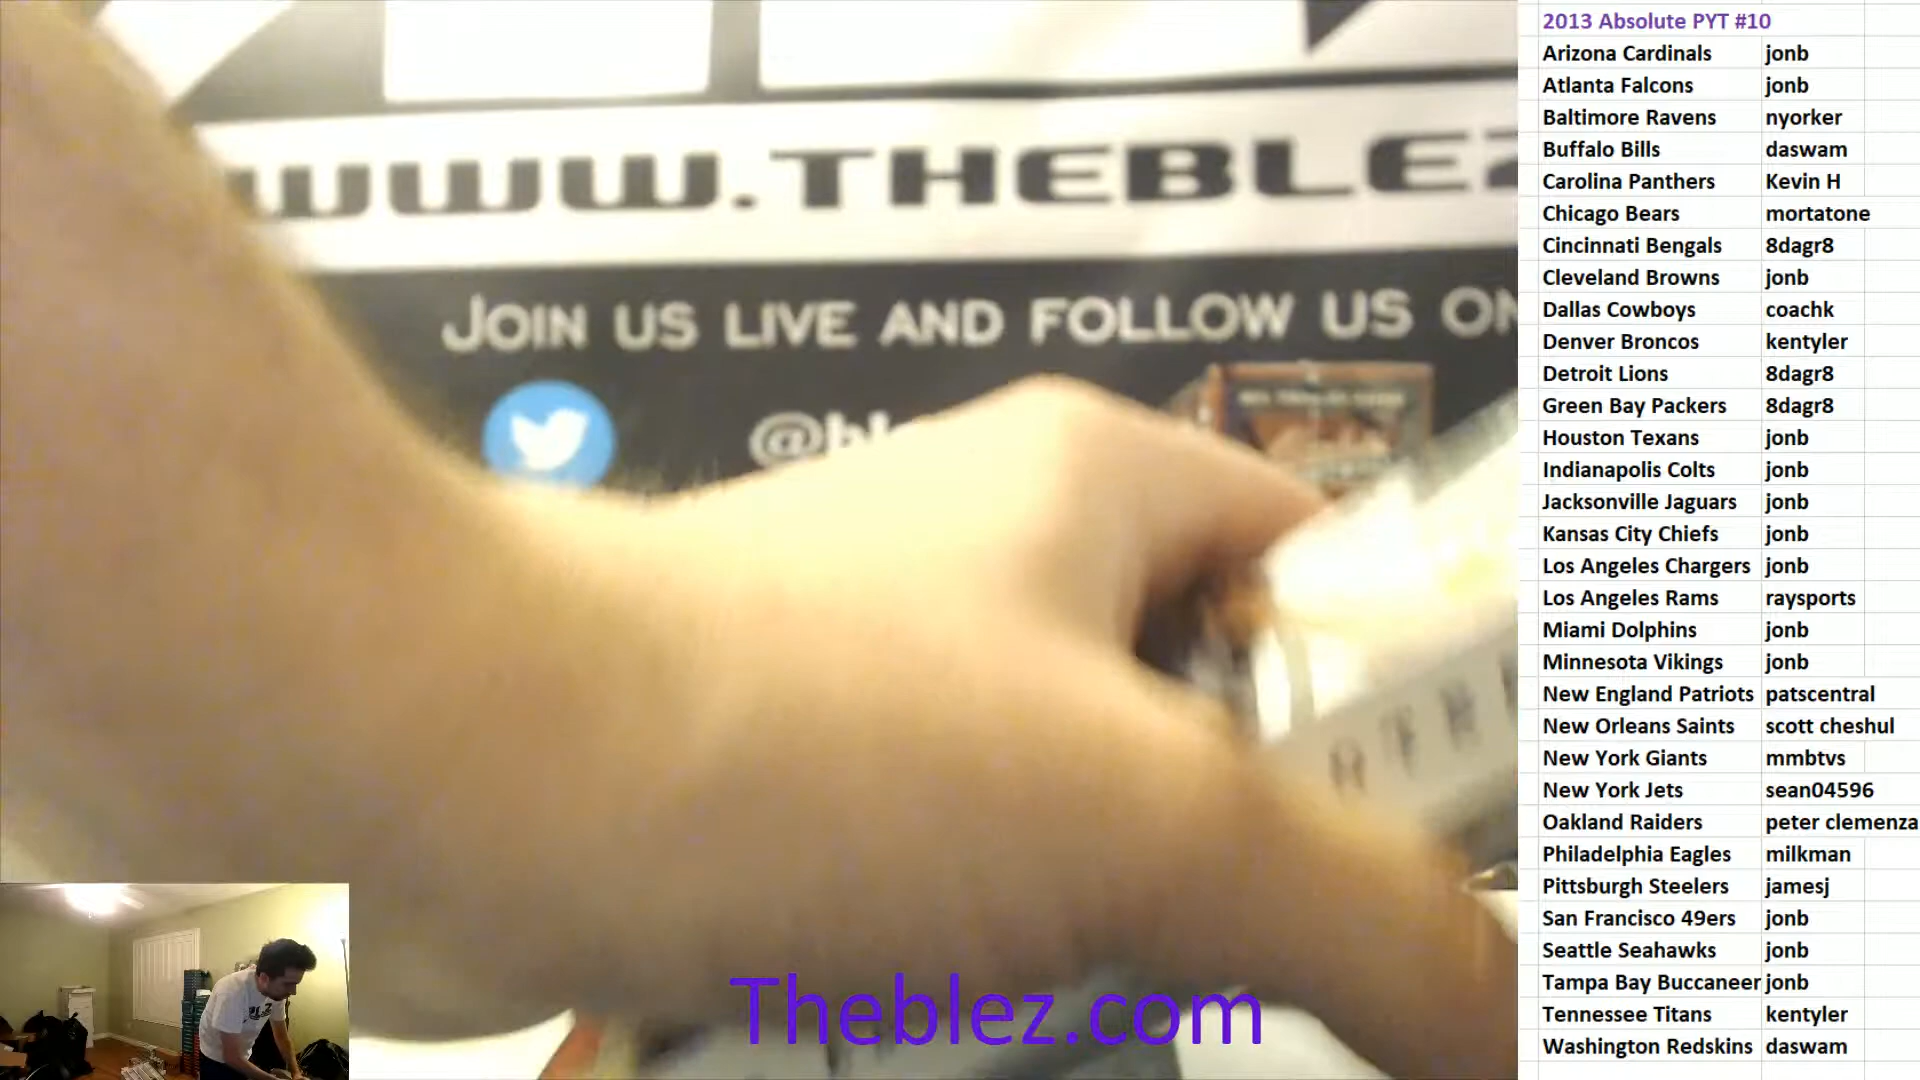 WWW.THEBLEZ
JOIN US LIVE AND FOLLOW US ON
@bl
Theblez.com
2013 Absolute PYT #10
Arizona Cardinals jonb
Atlanta Falcons jonb
Baltimore Ravens nyorker
Buffalo Bills daswam
Carolina Panthers Kevin H
Chicago Bears mortatone
Cincinnati Bengals 8dagr8
Cleveland Browns jonb
Dallas Cowboys coachk
Denver Broncos kentyler
Detroit Lions 8dagr8
Green Bay Packers 8dagr8
Houston Texans jonb
Indianapolis Colts jonb
Jacksonville Jaguars jonb
Kansas City Chiefs jonb
Los Angeles Chargers jonb
Los Angeles Rams raysports
Miami Dolphins jonb
Minnesota Vikings jonb
New England Patriots patscentral
New Orleans Saints scott cheshul
New York Giants mmbtvs
New York Jets sean04596
Oakland Raiders peter clemenza
Philadelphia Eagles milkman
Pittsburgh Steelers jamesj
San Francisco 49ers jonb
Seattle Seahawks jonb
Tampa Bay Buccaneer jonb
Tennessee Titans kentyler
Washington Redskins daswam